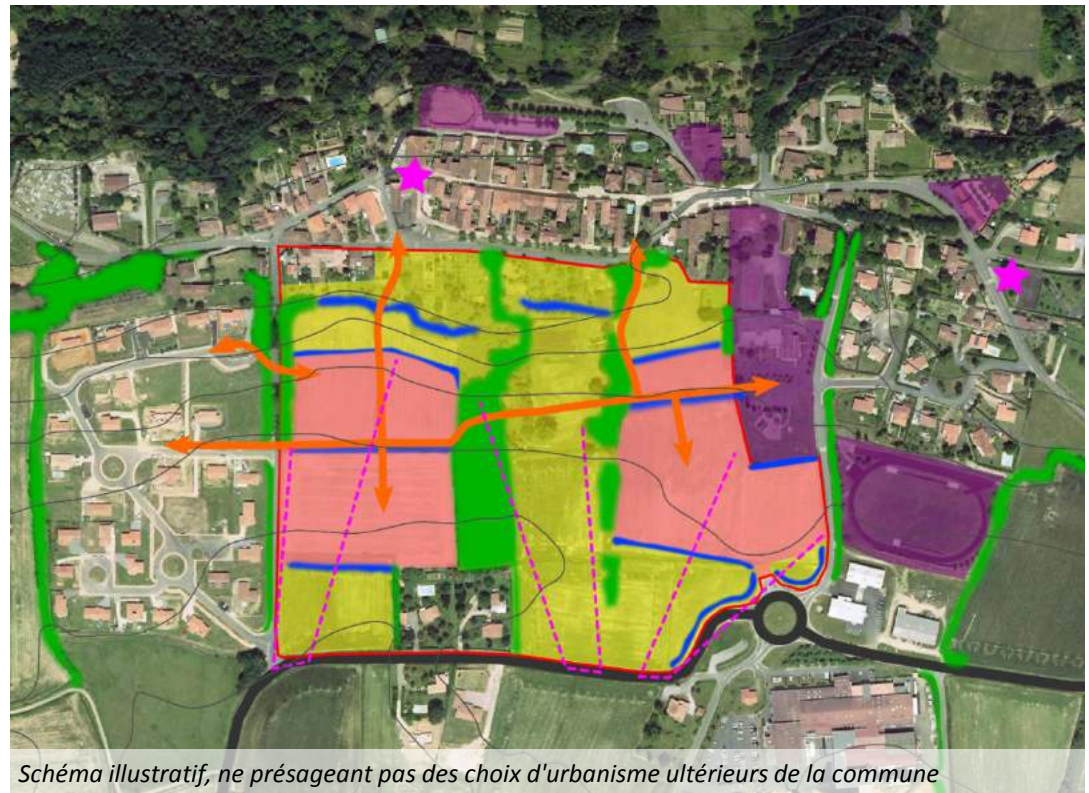 Schéma illustratif, ne présageant pas des choix d'urbanisme ultérieurs de la commune